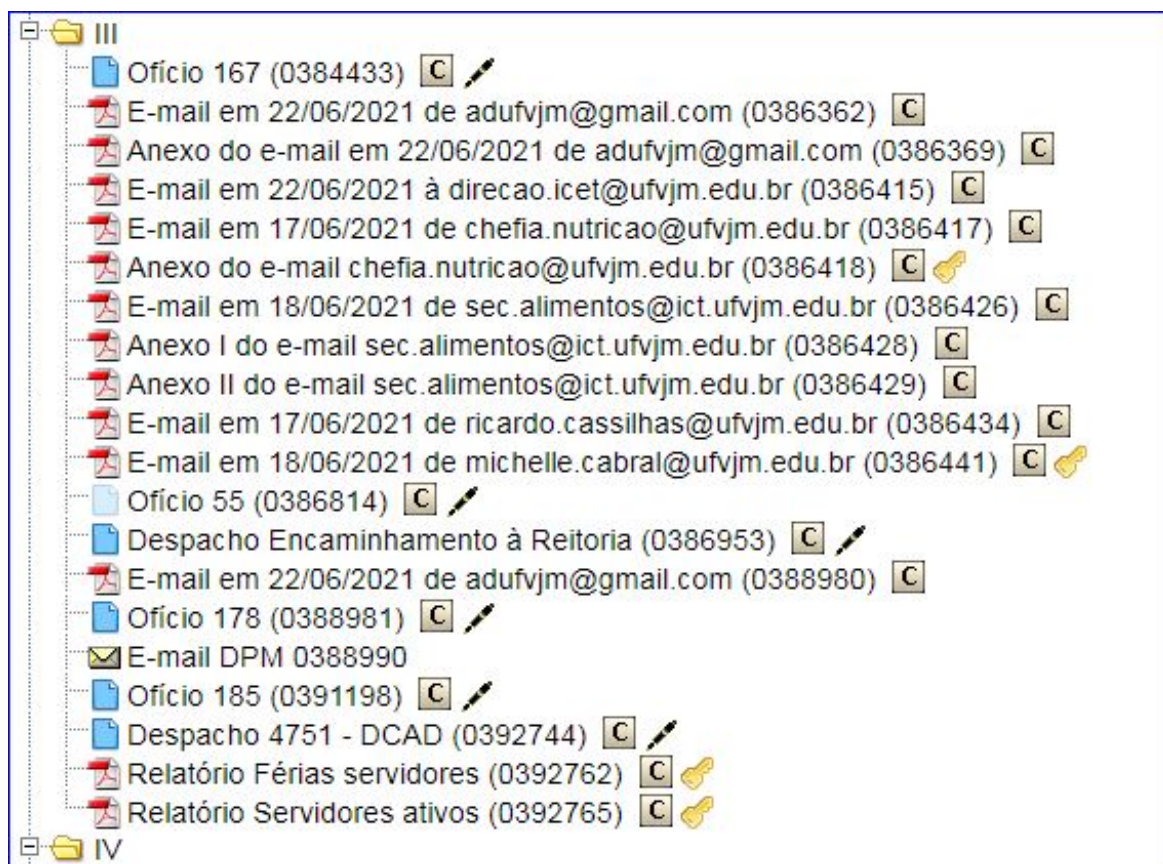 III
Ofício 167 (0384433) C
E-mail em 22/06/2021 de adufvjm@gmail.com (0386362) C
Anexo do e-mail em 22/06/2021 de adufvjm@gmail.com (0386369) C
E-mail em 22/06/2021 à direcao.icet@ufvjm.edu.br (0386415) C
E-mail em 17/06/2021 de chefia.nutricao@ufvjm.edu.br (0386417) C
Anexo do e-mail chefia.nutricao@ufvjm.edu.br (0386418) C
E-mail em 18/06/2021 de sec.alimentos@ict.ufvjm.edu.br (0386426) C
Anexo I do e-mail sec.alimentos@ict.ufvjm.edu.br (0386428) C
Anexo II do e-mail sec.alimentos@ict.ufvjm.edu.br (0386429) C
E-mail em 17/06/2021 de ricardo.cassilhas@ufvjm.edu.br (0386434) C
E-mail em 18/06/2021 de michelle.cabral@ufvjm.edu.br (0386441) C
Ofício 55 (0386814) C
Despacho Encaminhamento à Reitoria (0386953) C
E-mail em 22/06/2021 de adufvjm@gmail.com (0388980) C
Ofício 178 (0388981) C
E-mail DPM 0388990
Ofício 185 (0391198) C
Despacho 4751 - DCAD (0392744) C
Relatório Férias servidores (0392762) C
Relatório Servidores ativos (0392765) C
IV